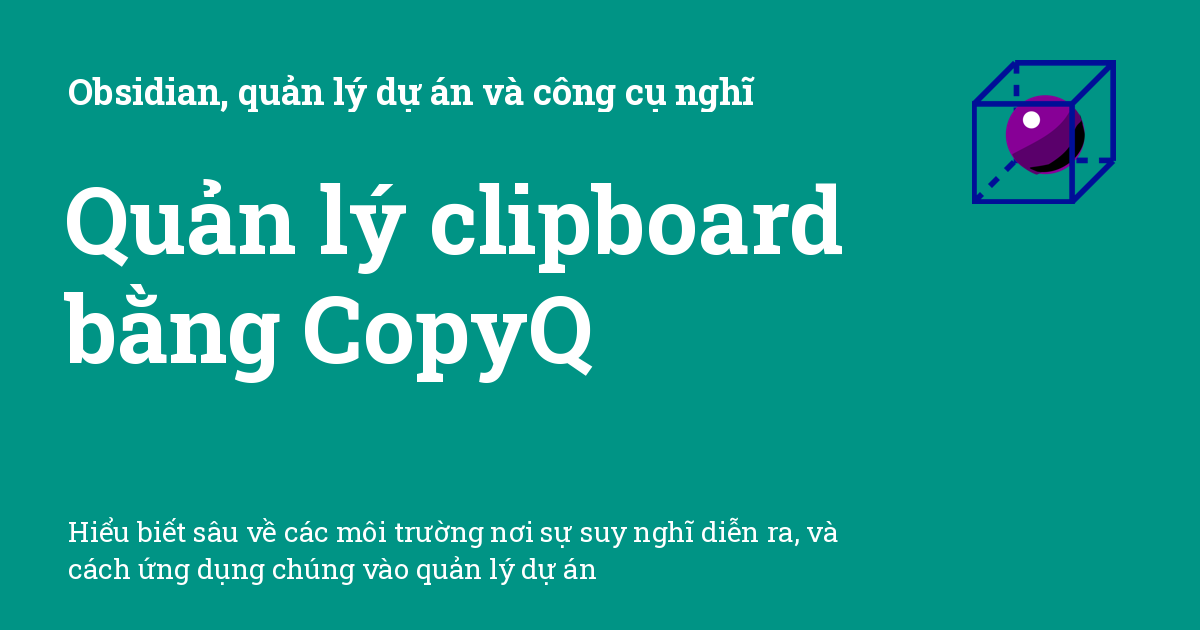 Obsidian, quản lý dự án và công cụ nghĩ
Quản lý clipboard
bằng CopyQ
Hiểu biết sâu về các môi trường nơi sự suy nghĩ diễn ra, và
cách ứng dụng chúng vào quản lý dự án